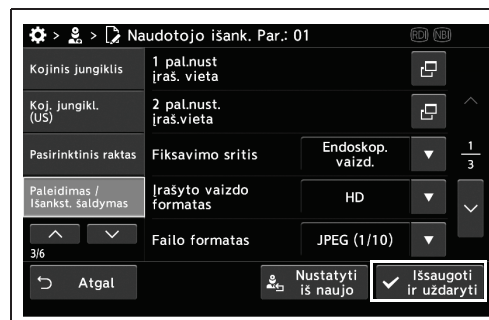 > > Naudotojo išank. Par.: 01 RDI NBI
Kojinis jungiklis
Koj. jungikl.
(US)
Pasirinktinis raktas
Paleidimas /
Išankst. šaldymas
3/6
1 pal.nust
įraš. vieta
2 pal.nust.
įraš.vieta
Fiksavimo sritis
Endoskop.
vaizd.
Įrašyto vaizdo
formatas
HD
Failo formatas
JPEG (1/10)
1
3
Atgal
Nustatyti
iš naujo
Išsaugoti
ir uždaryti